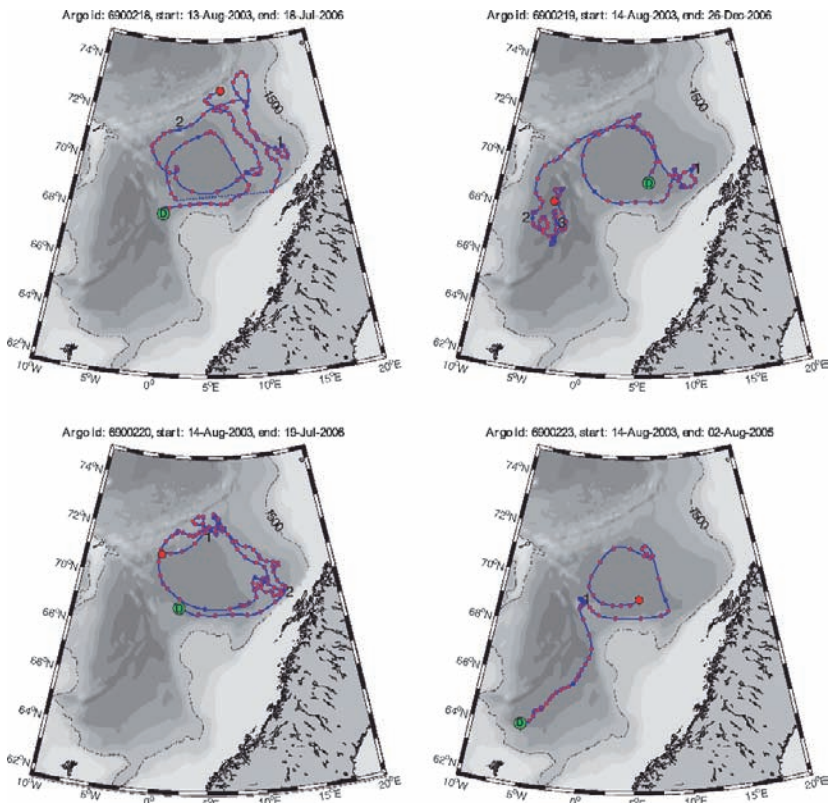 Argo id: 6900218, start: 13-Aug-2003, end: 18-Jul-2006
74°N
72°N
70°N
68°N
66°N
64°N
62°N
10°W
5°W
0°
5°E
10°E
15°E
20°E
1500
2
1
D
Argo id: 6900219, start: 14-Aug-2003, end: 26-Dec-2006
74°N
72°N
70°N
68°N
66°N
64°N
62°N
10°W
5°W
0°
5°E
10°E
15°E
20°E
1500
1
D
2
3
Argo id: 6900220, start: 14-Aug-2003, end: 19-Jul-2006
74°N
72°N
70°N
68°N
66°N
64°N
62°N
10°W
5°W
0°
5°E
10°E
15°E
20°E
1500
1
2
D
Argo id: 6900223, start: 14-Aug-2003, end: 02-Aug-2005
74°N
72°N
70°N
68°N
66°N
64°N
62°N
10°W
5°W
0°
5°E
10°E
15°E
20°E
1500
D